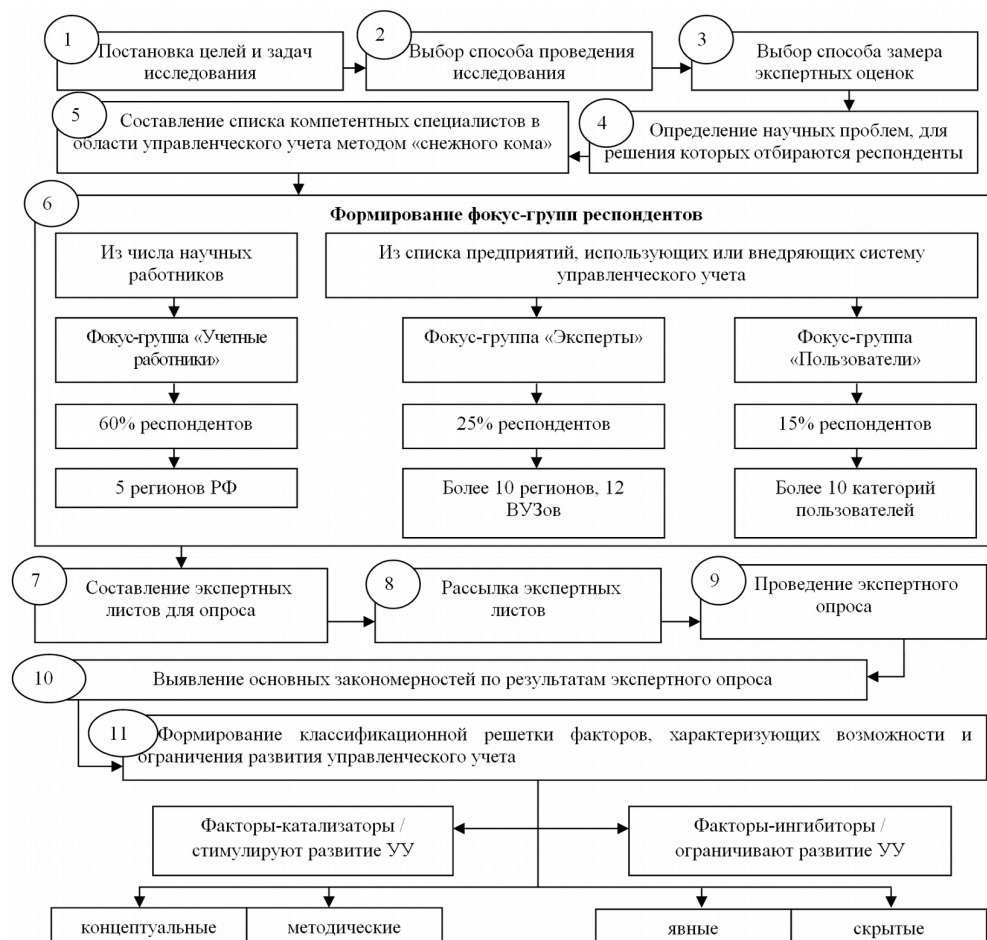 1
Постановка целей и задач
исследования
2
Выбор способа проведения
исследования
3
Выбор способа замера
экспертных оценок
4
Определение научных проблем, для
решения которых отбираются респонденты
5
Составление списка компетентных специалистов в
области управленческого учета методом «снежного кома»
6
Формирование фокус-групп респондентов
Из числа научных
работников
Из списка предприятий, использующих или внедряющих систему
управленческого учета
Фокус-группа «Учетные
работники»
Фокус-группа «Эксперты»
Фокус-группа
«Пользователи»
60% респондентов
25% респондентов
15% респондентов
5 регионов РФ
Более 10 регионов, 12
ВУЗов
Более 10 категорий
пользователей
7
Составление экспертных
листов для опроса
8
Рассылка экспертных
листов
9
Проведение экспертного
опроса
10
Выявление основных закономерностей по результатам экспертного опроса
11
Формирование классификационной решетки факторов, характеризующих возможности и
ограничения развития управленческого учета
Факторы-катализаторы /
стимулируют развитие УУ
Факторы-ингибиторы /
ограничивают развитие УУ
концептуальные
методические
явные
скрытые